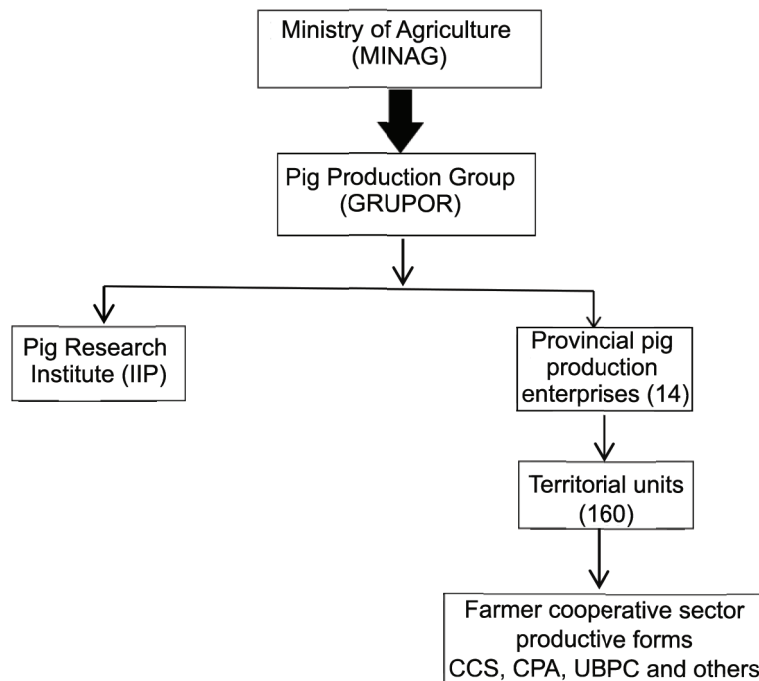 Ministry of Agriculture
(MINAG)
Pig Production Group
(GRUPOR)
Pig Research
Institute (IIP)
Provincial pig
production
enterprises (14)
Territorial units
(160)
Farmer cooperative sector
productive forms
CCS, CPA, UBPC and others